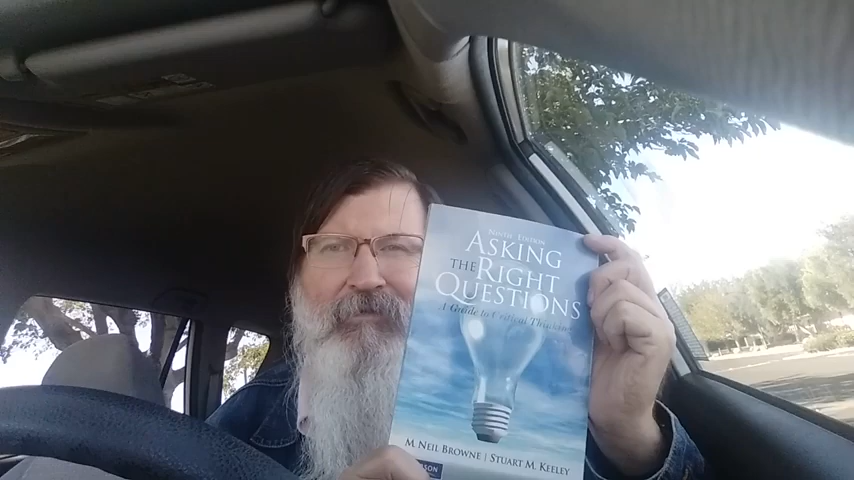 NINTH EDITION
ASKING
THE RIGHT
QUESTIONS
A Guide to Critical Thinking
M. NEIL BROWNE | STUART M. KEELEY